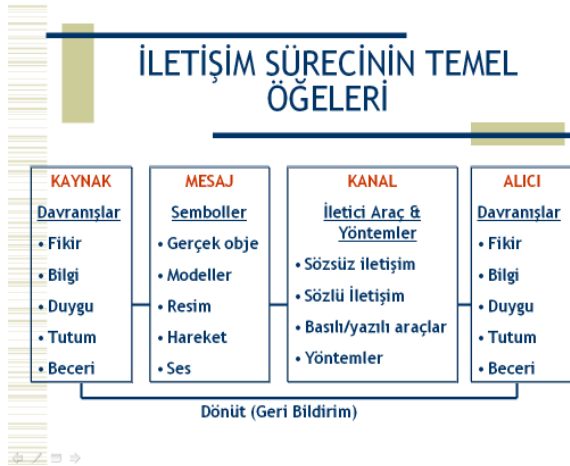 İLETİŞİM SÜRECİNİN TEMEL
ÖĞELERİ
KAYNAK
Davranışlar
• Fikir
• Bilgi
• Duygu
• Tutum
• Beceri
MESAJ
Semboller
• Gerçek obje
• Modeller
• Resim
• Hareket
• Ses
KANAL
İletici Araç &
Yöntemler
• Sözsüz iletişim
• Sözlü İletişim
• Basılı/yazılı araçlar
• Yöntemler
ALICI
Davranışlar
• Fikir
• Bilgi
• Duygu
• Tutum
• Beceri
Dönüt (Geri Bildirim)